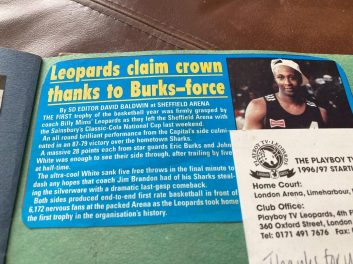 Leopards claim crown
thanks to Burks-force
By SO EDITOR DAVID BALDWIN at SHEFFIELD ARENA
THE FIRST trophy of the basketball year was firmly grasped by
coach Billy Mims' Leopards as they left the Sheffield Arena with
the Sainsbury's Classic-Cola National Cup last weekend.
An all round brilliant performance from the Capital's side culmi-
nated in an 87-79 victory over the hometown Sharks.
A massive 28 points each from star guards Eric Burks and John
White was enough to see their side through, after trailing by five
at half-time.
The ultra-cool White sank five free throws in the final minute to
dash any hopes that coach Jim Brandon had of his Sharks steal-
ing the silverware with a dramatic last-gasp comeback.
Both sides produced end-to-end first rate basketball in front of
6,172 nervous fans at the packed Arena as the Leopards took home
the first trophy in the organisation's history.
THE PLAYBOY TV
1996/97 STARTI
Home Court:
London Arena, Limeharbour,
Club Office:
Playboy TV Leopards, 4th F
360 Oxford Street, London
Tel: 0171 491 7676 Fax:
Thanks for